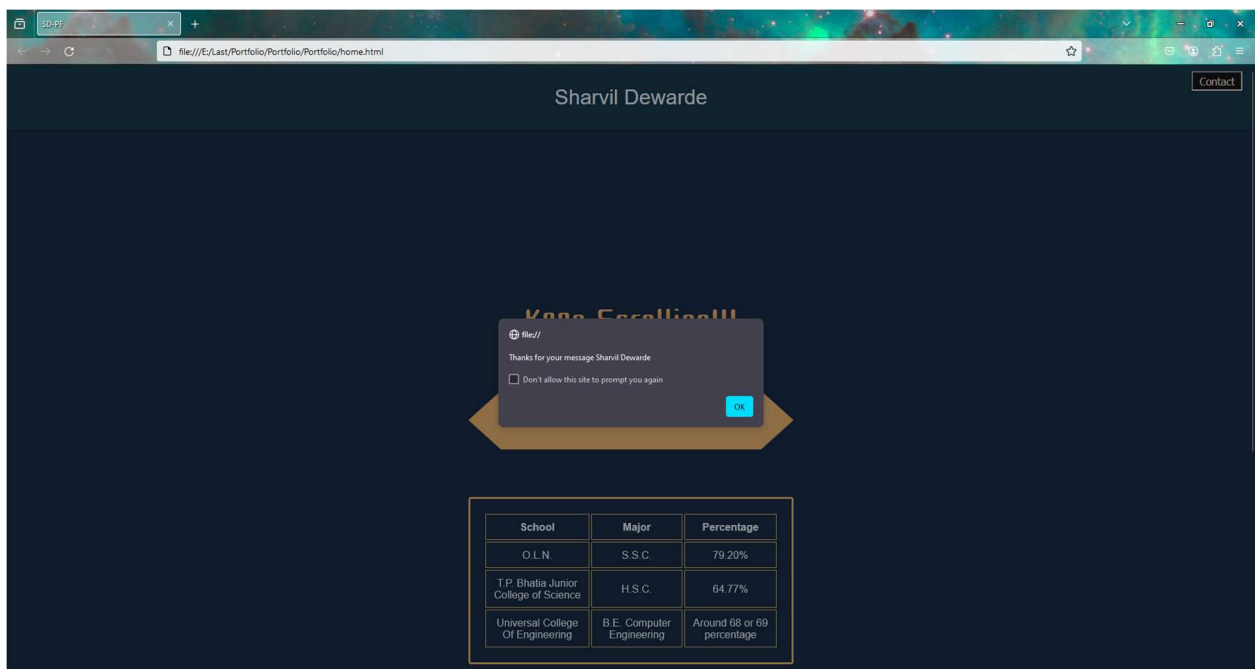 SD-PF
file:///E:/Last/Portfolio/Portfolio/Portfolio/home.html
Contact
Sharvil Dewarde
file://
Thanks for your message Sharvil Dewarde
Don't allow this site to prompt you again
OK
School Major Percentage
O.L.N. S.S.C. 79.20%
T.P. Bhatia Junior
College of Science H.S.C. 64.77%
Universal College B.E. Computer Around 68 or 69
Of Engineering Engineering percentage